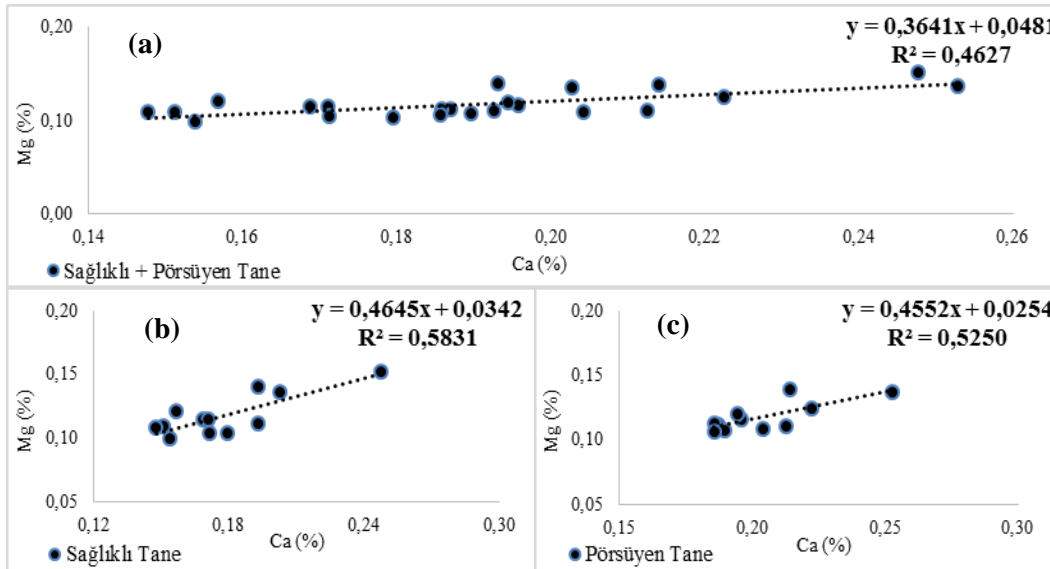 (a)
y = 0,3641x + 0,0481
R² = 0,4627
0,20
0,10
0,00
Mg (%)
0,14 0,16 0,18 0,20 0,22 0,24 0,26
Ca (%)
Sağlıklı + Pörsüyen Tane
(b)
y = 0,4645x + 0,0342
R² = 0,5831
0,20
0,15
0,10
0,05
Mg (%)
0,12 0,18 0,24 0,30
Ca (%)
Sağlıklı Tane
(c)
y = 0,4552x + 0,0254
R² = 0,5250
0,20
0,15
0,10
0,05
Mg (%)
0,15 0,20 0,25 0,30
Ca (%)
Pörsüyen Tane